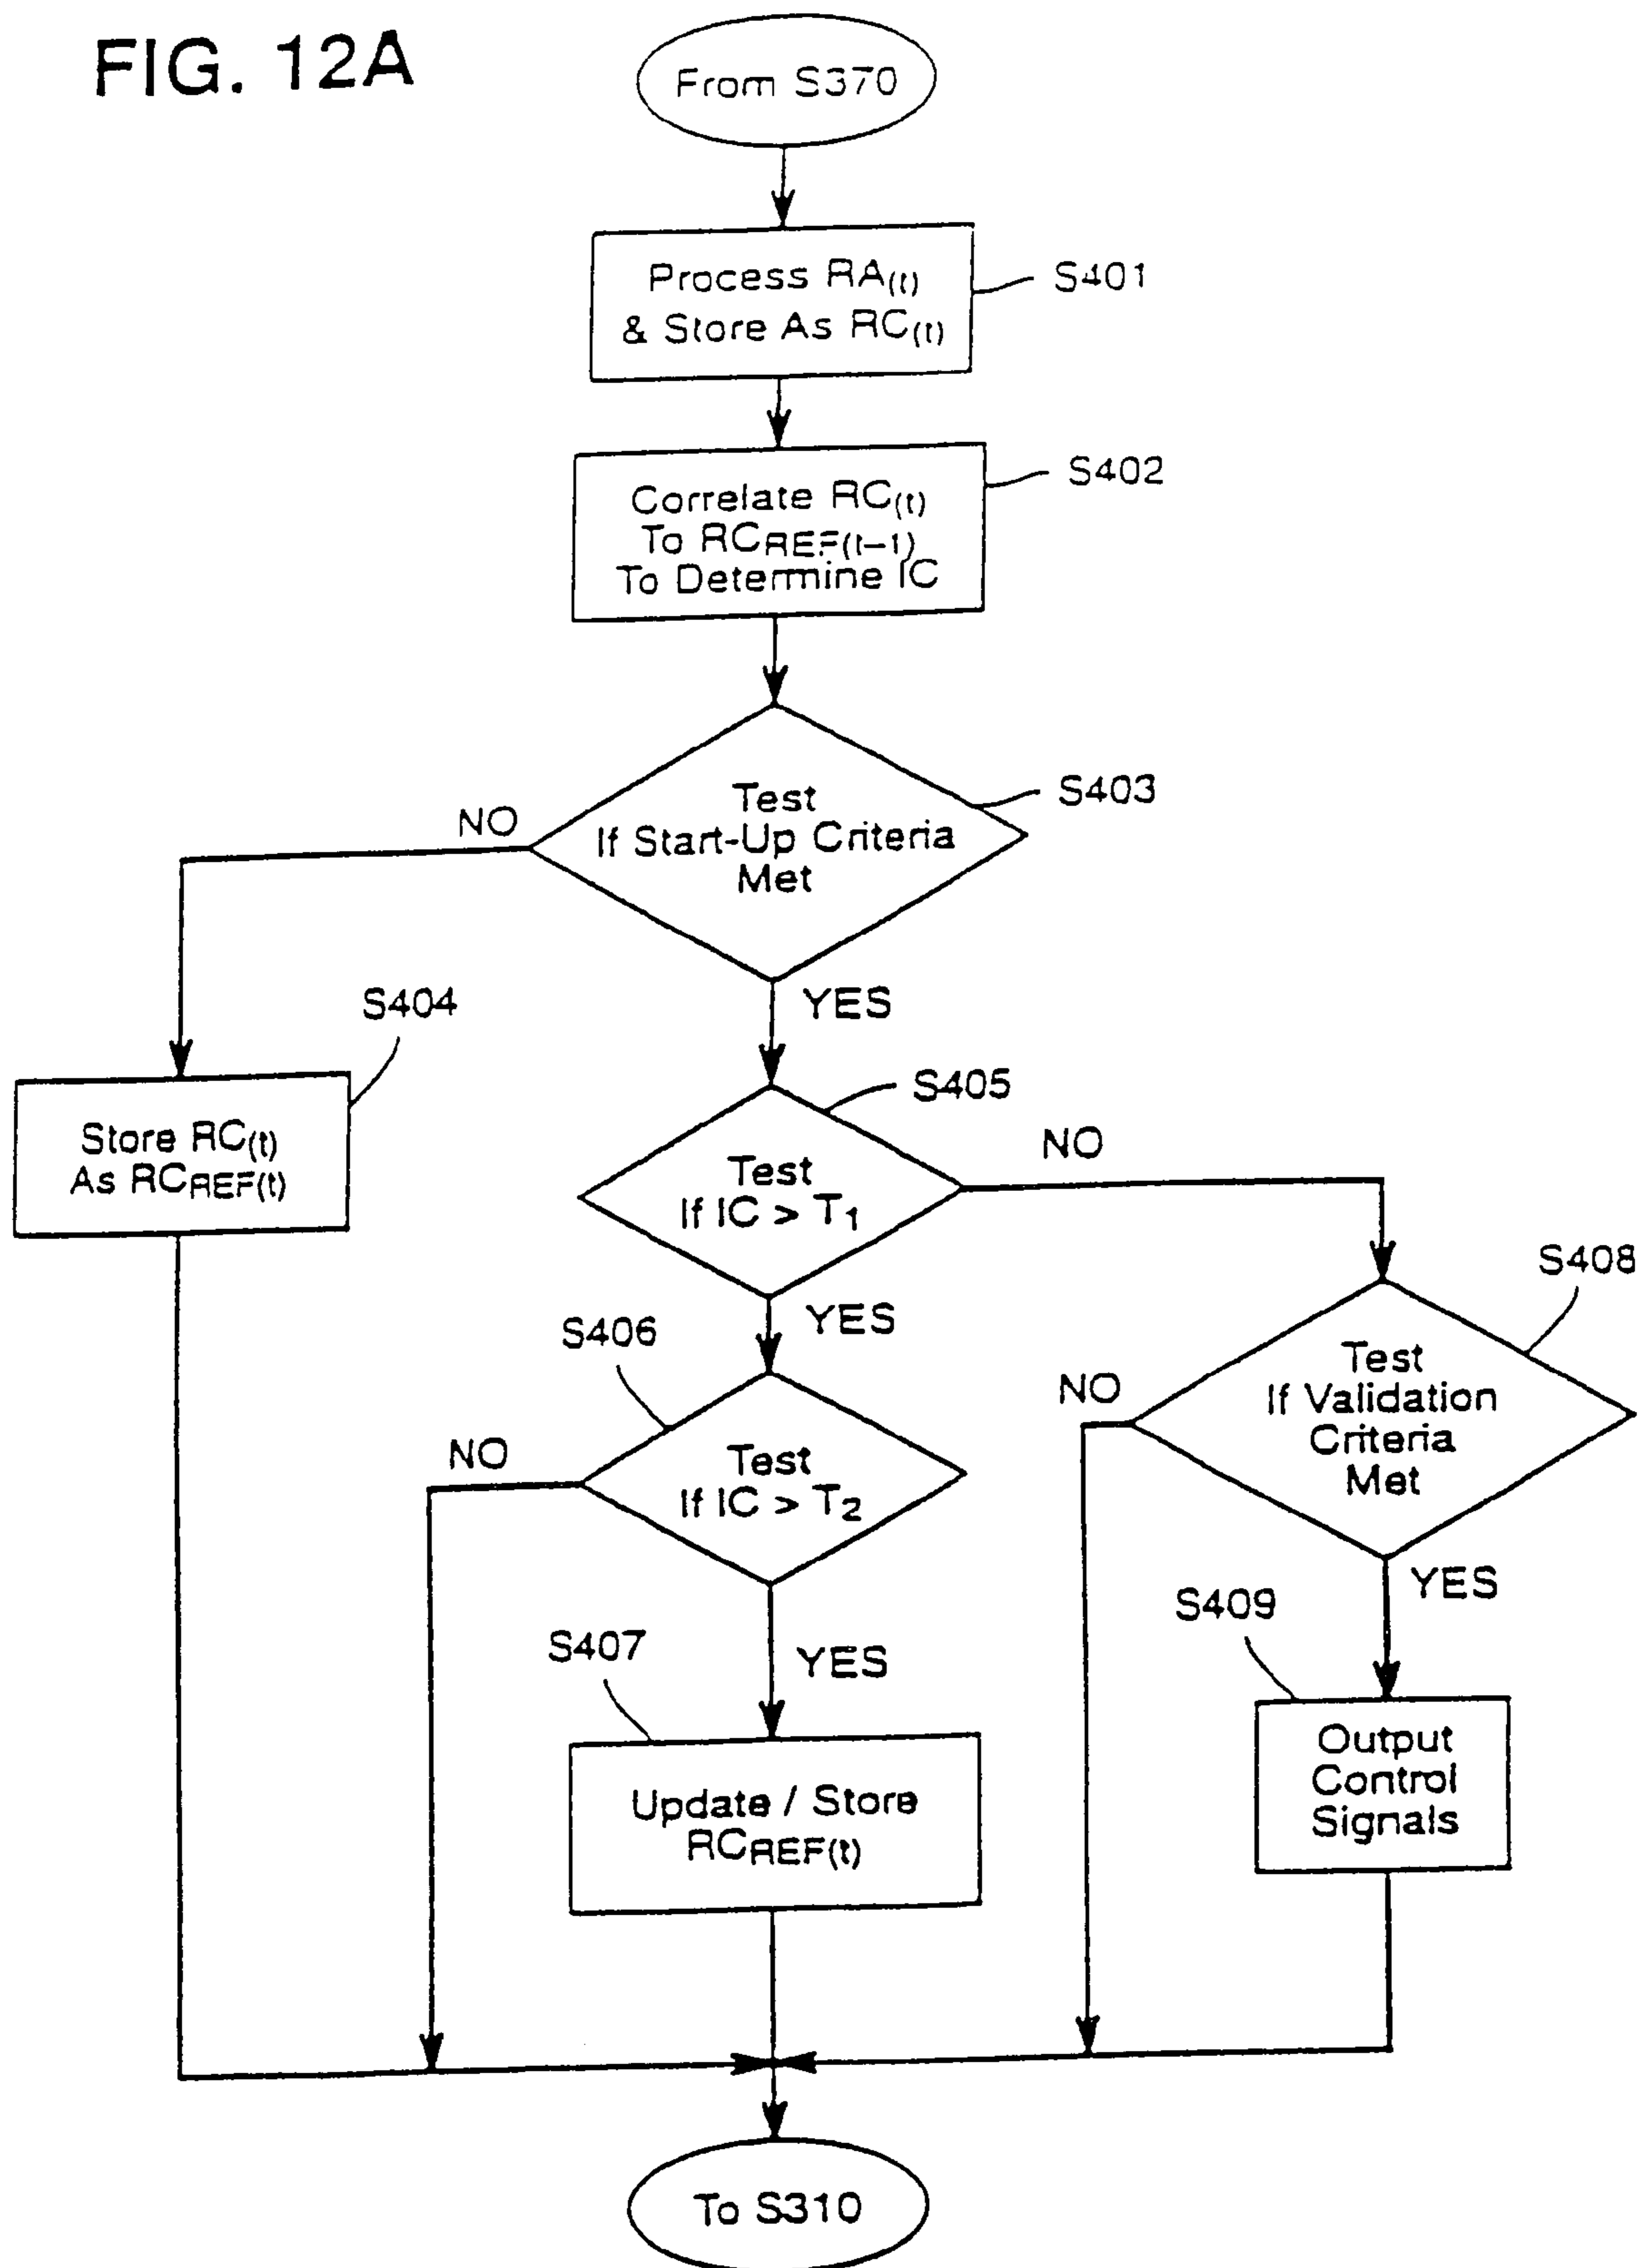 FIG. 12A
From S370
Process RA(t)
& Store As RC(t)
S401
Correlate RC(t)
To RCREF(t–1)
To Determine IC
S402
Test
If Start-Up Criteria
Met
S403
NO
YES
S404
Store RC(t)
As RCREF(t)
S405
Test
If IC > T1
NO
YES
S406
Test
If IC > T2
NO
YES
S408
Test
If Validation
Criteria
Met
NO
YES
S407
Update / Store
RCREF(t)
S409
Output
Control
Signals
To S310